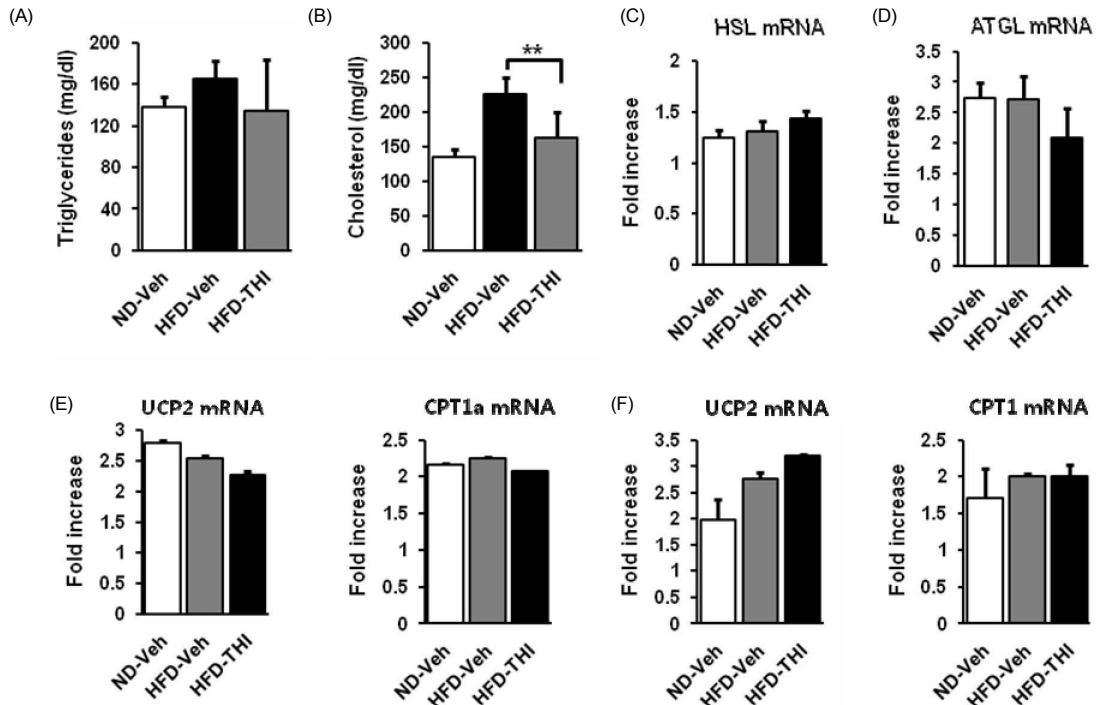 (A)
Triglycerides (mg/dl)
200
160
120
80
40
0
ND-Veh
HFD-Veh
HFD-THI
(B)
Cholesterol (mg/dl)
300
250
200
150
100
50
0
**
ND-Veh
HFD-Veh
HFD-THI
(C)
HSL mRNA
Fold increase
2
1.5
1
0.5
0
ND-Veh
HFD-Veh
HFD-THI
(D)
ATGL mRNA
Fold increase
3.5
3
2.5
2
1.5
1
0.5
0
ND-Veh
HFD-Veh
HFD-THI
(E)
UCP2 mRNA
Fold increase
3
2.5
2
1.5
1
0.5
0
ND-Veh
HFD-Veh
HFD-THI
CPT1a mRNA
Fold increase
2.5
2
1.5
1
0.5
0
ND-Veh
HFD-Veh
HFD-THI
(F)
UCP2 mRNA
Fold increase
3.5
3
2.5
2
1.5
1
0.5
0
ND-Veh
HFD-Veh
HFD-THI
CPT1 mRNA
Fold increase
2.5
2
1.5
1
0.5
0
ND-Veh
HFD-Veh
HFD-THI